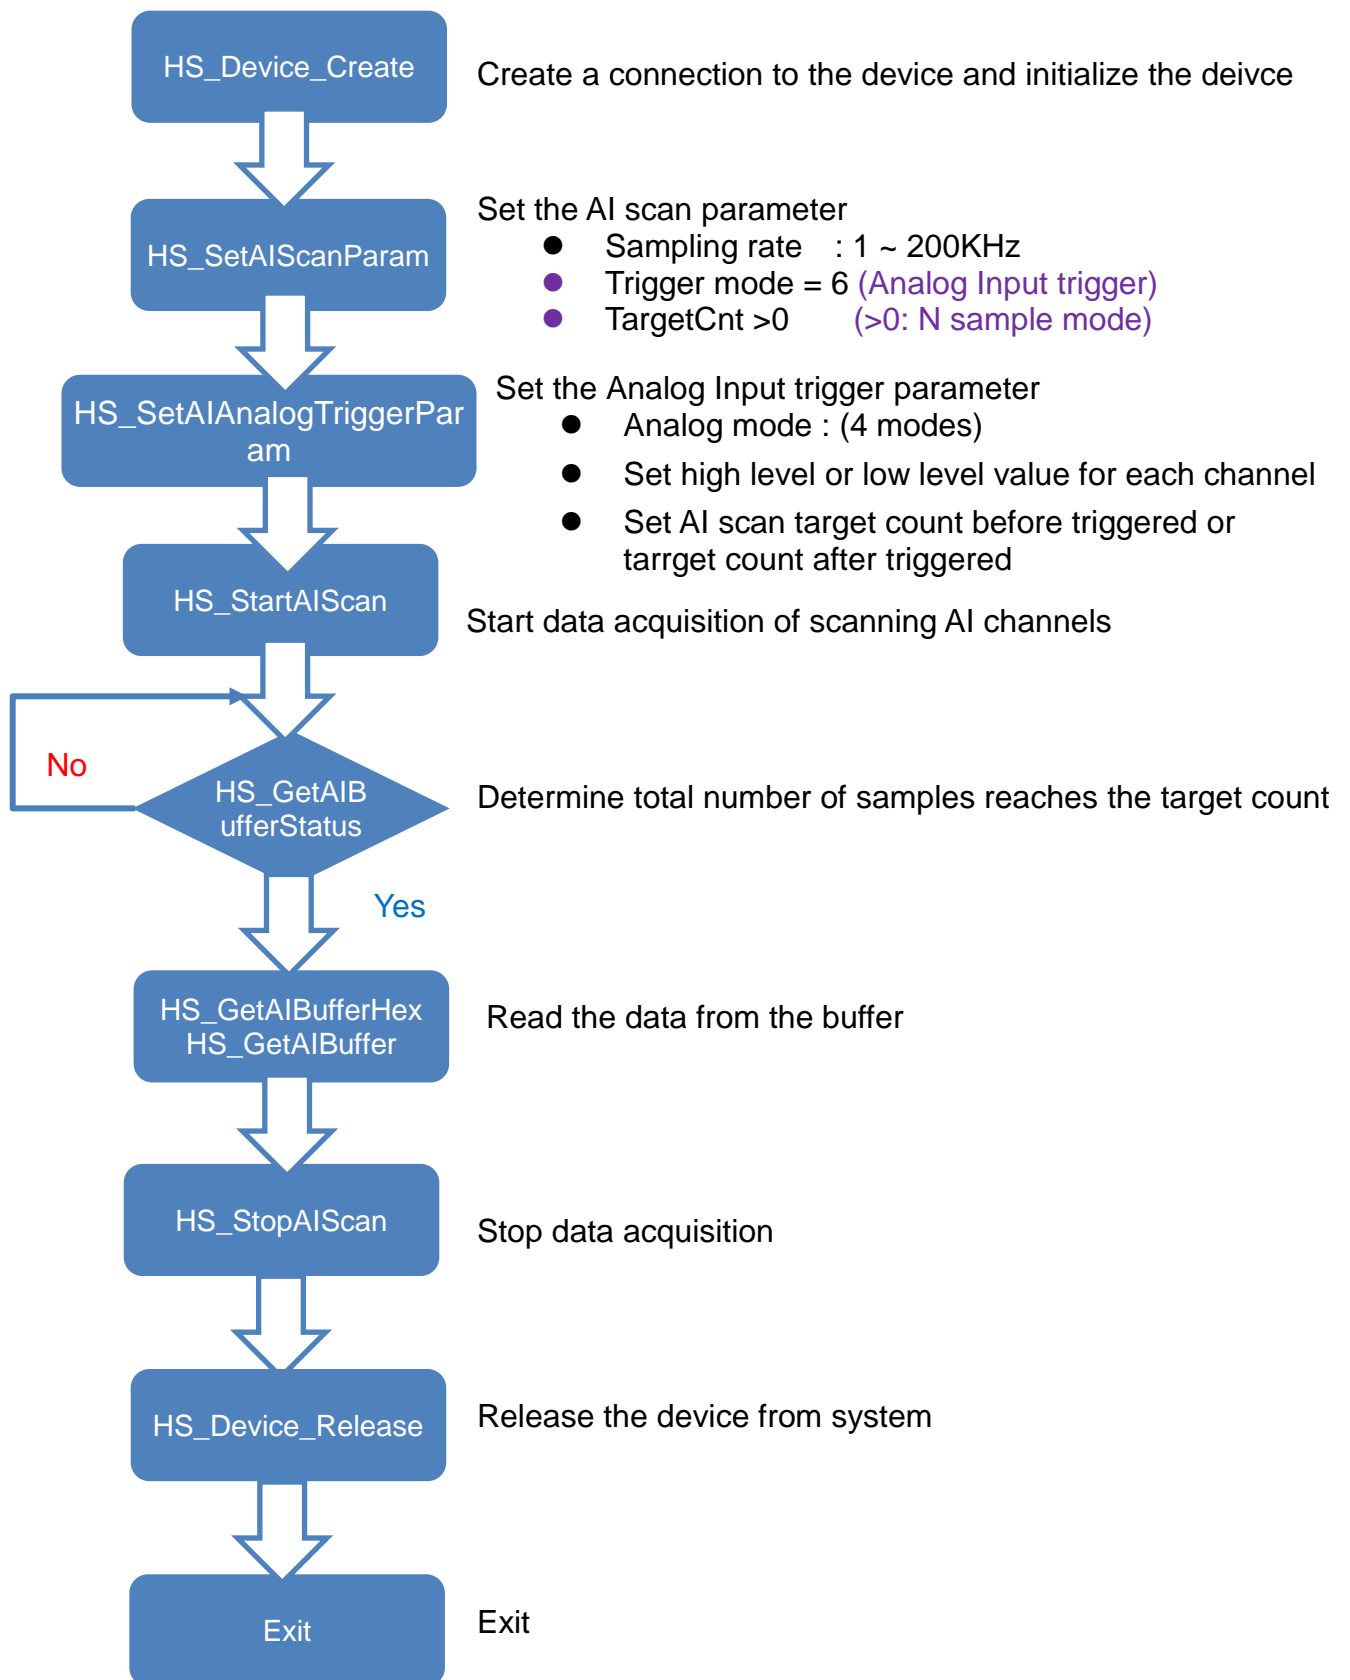 HS_Device_Create
Create a connection to the device and initialize the deivce
Set the AI scan parameter
HS_SetAIScanParam
● Sampling rate : 1 ~ 200KHz
● Trigger mode = 6 (Analog Input trigger)
● TargetCnt >0 (>0: N sample mode)
HS_SetAIAnalogTriggerPar
am
Set the Analog Input trigger parameter
● Analog mode : (4 modes)
● Set high level or low level value for each channel
● Set AI scan target count before triggered or
tarrget count after triggered
HS_StartAIScan
Start data acquisition of scanning AI channels
No
HS_GetAIB
ufferStatus
Determine total number of samples reaches the target count
Yes
HS_GetAIBufferHex
HS_GetAIBuffer
Read the data from the buffer
HS_StopAIScan
Stop data acquisition
HS_Device_Release
Release the device from system
Exit
Exit